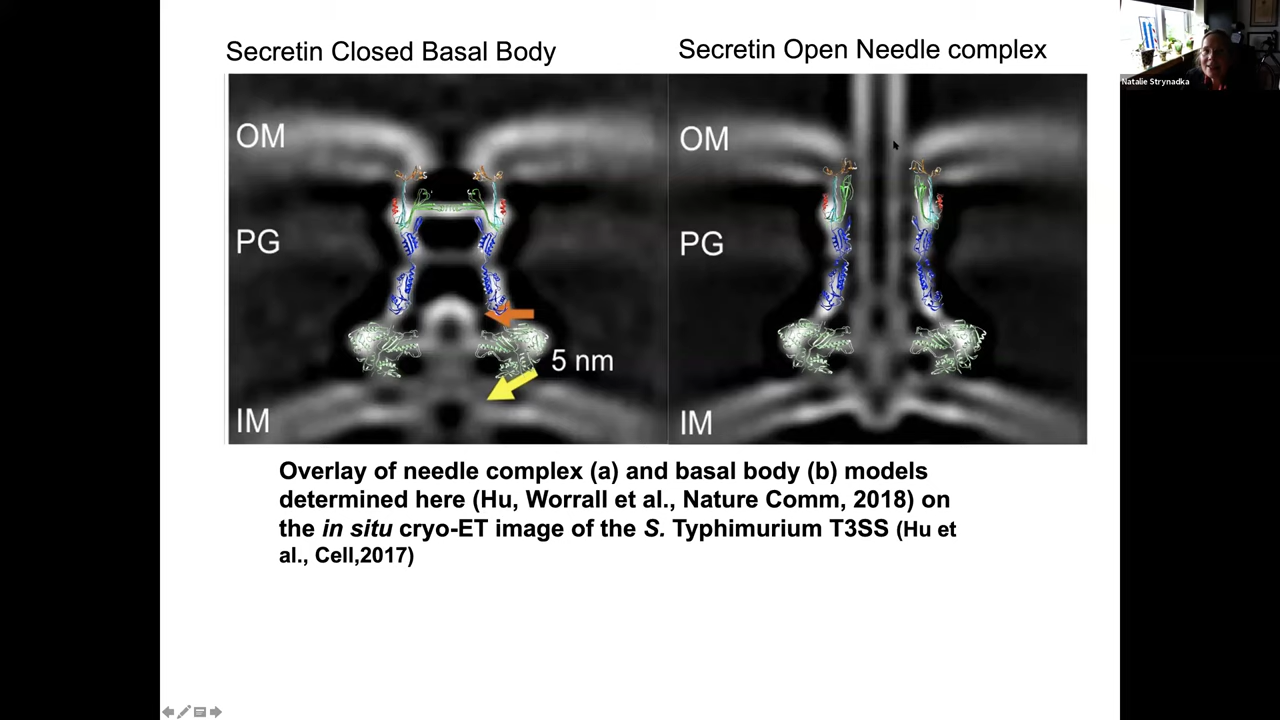 Secretin Closed Basal Body
Secretin Open Needle complex
Natalie Strynadka
OM
PG
5 nm
IM
OM
PG
IM
Overlay of needle complex (a) and basal body (b) models
determined here (Hu, Worrall et al., Nature Comm, 2018) on
the in situ cryo-ET image of the S. Typhimurium T3SS (Hu et
al., Cell,2017)